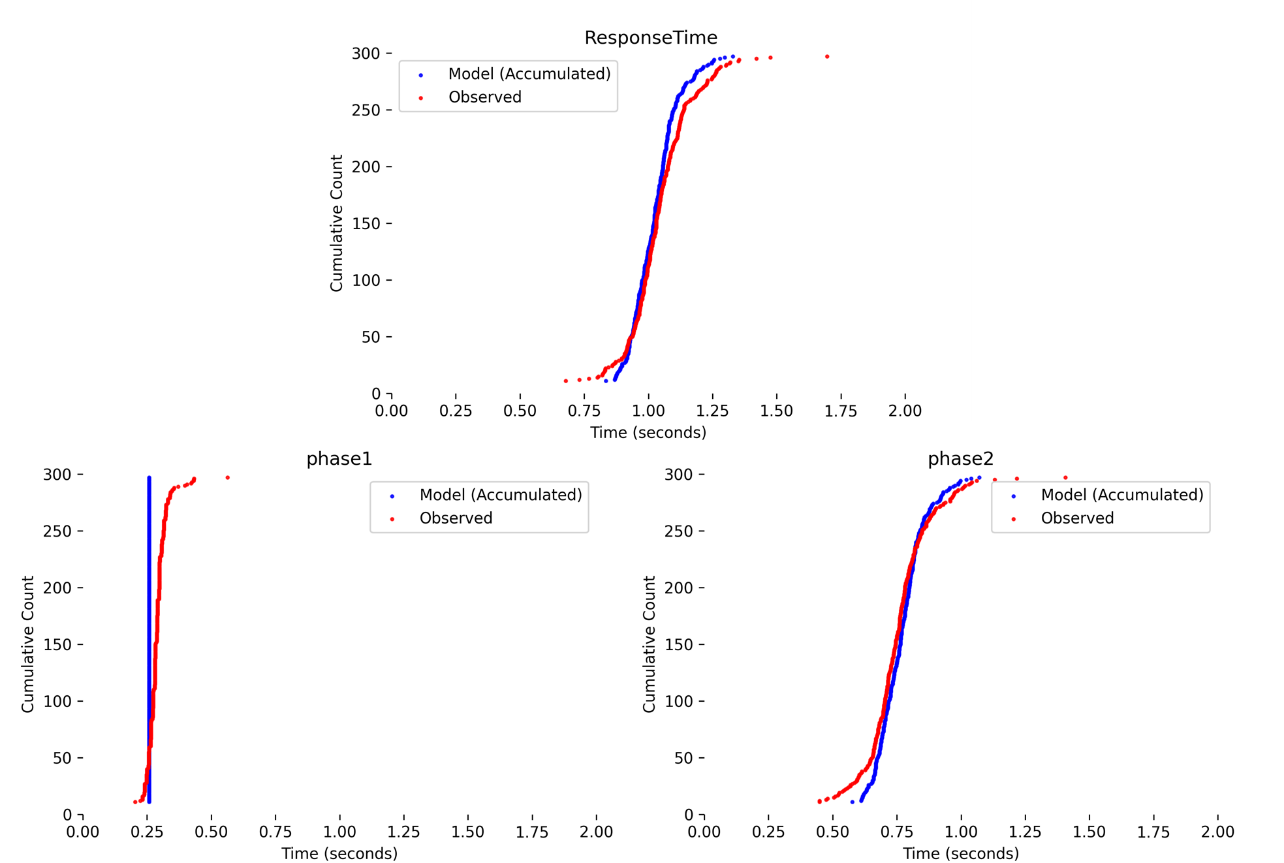 ResponseTime
300
Model (Accumulated)
Observed
250
200
150
100
50
0
Cumulative Count
0.00 0.25 0.50 0.75 1.00 1.25 1.50 1.75 2.00
Time (seconds)
phase1
300
Model (Accumulated)
Observed
250
200
150
100
50
0
Cumulative Count
0.00 0.25 0.50 0.75 1.00 1.25 1.50 1.75 2.00
Time (seconds)
phase2
300
Model (Accumulated)
Observed
250
200
150
100
50
0
Cumulative Count
0.00 0.25 0.50 0.75 1.00 1.25 1.50 1.75 2.00
Time (seconds)